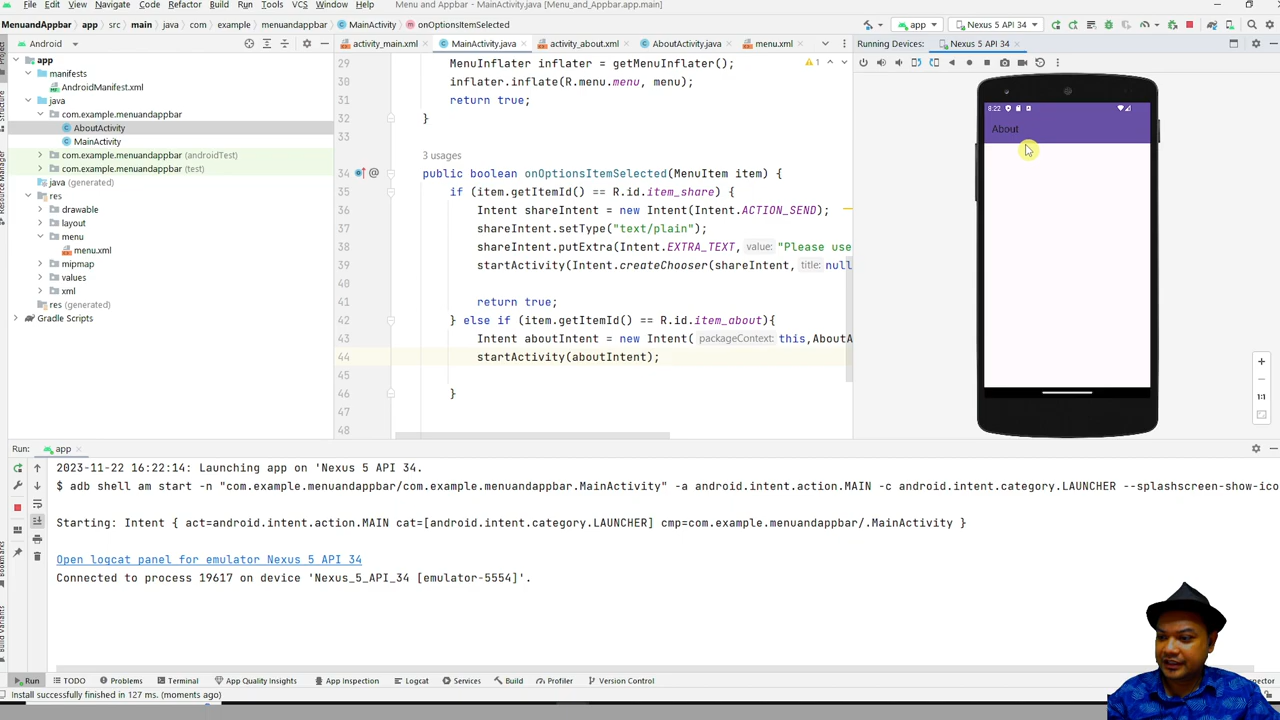 File Edit View Navigate Code Refactor Build Run Tools VCS Window Help Menu and Appbar - MainActivity.java [Menu_and_Appbar.app.main]
MenuandAppbar app src main java com example menuandappbar MainActivity onOptionsItemSelected app Nexus 5 API 34
Android activity_main.xml MainActivity.java activity_about.xml AboutActivity.java menu.xml Running Devices: Nexus 5 API 34
app
manifests
AndroidManifest.xml
java
com.example.menuandappbar
AboutActivity
MainActivity
com.example.menuandappbar (androidTest)
com.example.menuandappbar (test)
java (generated)
res
drawable
layout
menu
menu.xml
mipmap
values
xml
res (generated)
Gradle Scripts
Project
Structure
Resource Manager
29 MenuInflater inflater = getMenuInflater();
1
30 inflater.inflate(R.menu.menu, menu);
31 return true;
32 }
33
3 usages
34 public boolean onOptionsItemSelected(MenuItem item) {
35 if (item.getItemId() == R.id.item_share) {
36 Intent shareIntent = new Intent(Intent.ACTION_SEND);
37 shareIntent.setType("text/plain");
38 shareIntent.putExtra(Intent.EXTRA_TEXT, value: "Please use
39 startActivity(Intent.createChooser(shareIntent, title: null
40
41 return true;
42 } else if (item.getItemId() == R.id.item_about){
43 Intent aboutIntent = new Intent( packageContext: this,AboutA
44 startActivity(aboutIntent);
45
46 }
47
48
8:22
About
1:1
Run: app
2023-11-22 16:22:14: Launching app on 'Nexus 5 API 34.
$ adb shell am start -n "com.example.menuandappbar/com.example.menuandappbar.MainActivity" -a android.intent.action.MAIN -c android.intent.category.LAUNCHER --splashscreen-show-ico
Starting: Intent { act=android.intent.action.MAIN cat=[android.intent.category.LAUNCHER] cmp=com.example.menuandappbar/.MainActivity }
Open logcat panel for emulator Nexus 5 API 34
Connected to process 19617 on device 'Nexus_5_API_34 [emulator-5554]'.
Bookmarks
Build Variants
Run TODO Problems Terminal App Quality Insights App Inspection Logcat Services Build Profiler Version Control
Install successfully finished in 127 ms. (moments ago)